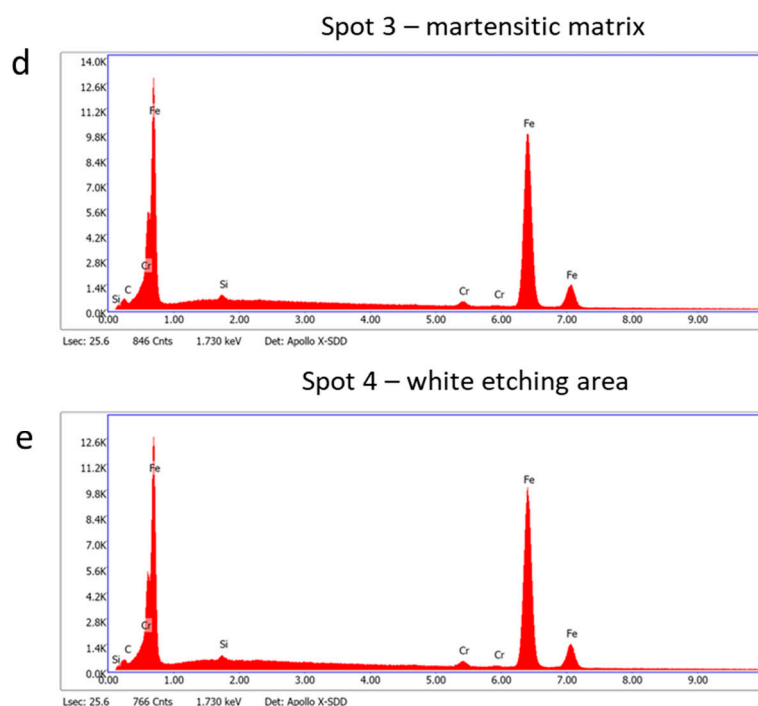 Spot 3 – martensitic matrix
d
14.0K
12.6K
11.2K
9.8K
8.4K
7.0K
5.6K
4.2K
2.8K
1.4K
0.0K
Fe
Cr
C
Si
Si
Cr
Cr
Fe
Fe
0.00 1.00 2.00 3.00 4.00 5.00 6.00 7.00 8.00 9.00
Lsec: 25.6 846 Cnts 1.730 keV Det: Apollo X-SDD
Spot 4 – white etching area
e
12.6K
11.2K
9.8K
8.4K
7.0K
5.6K
4.2K
2.8K
1.4K
0.0K
Fe
Cr
C
Si
Si
Cr
Cr
Fe
Fe
0.00 1.00 2.00 3.00 4.00 5.00 6.00 7.00 8.00 9.00
Lsec: 25.6 766 Cnts 1.730 keV Det: Apollo X-SDD